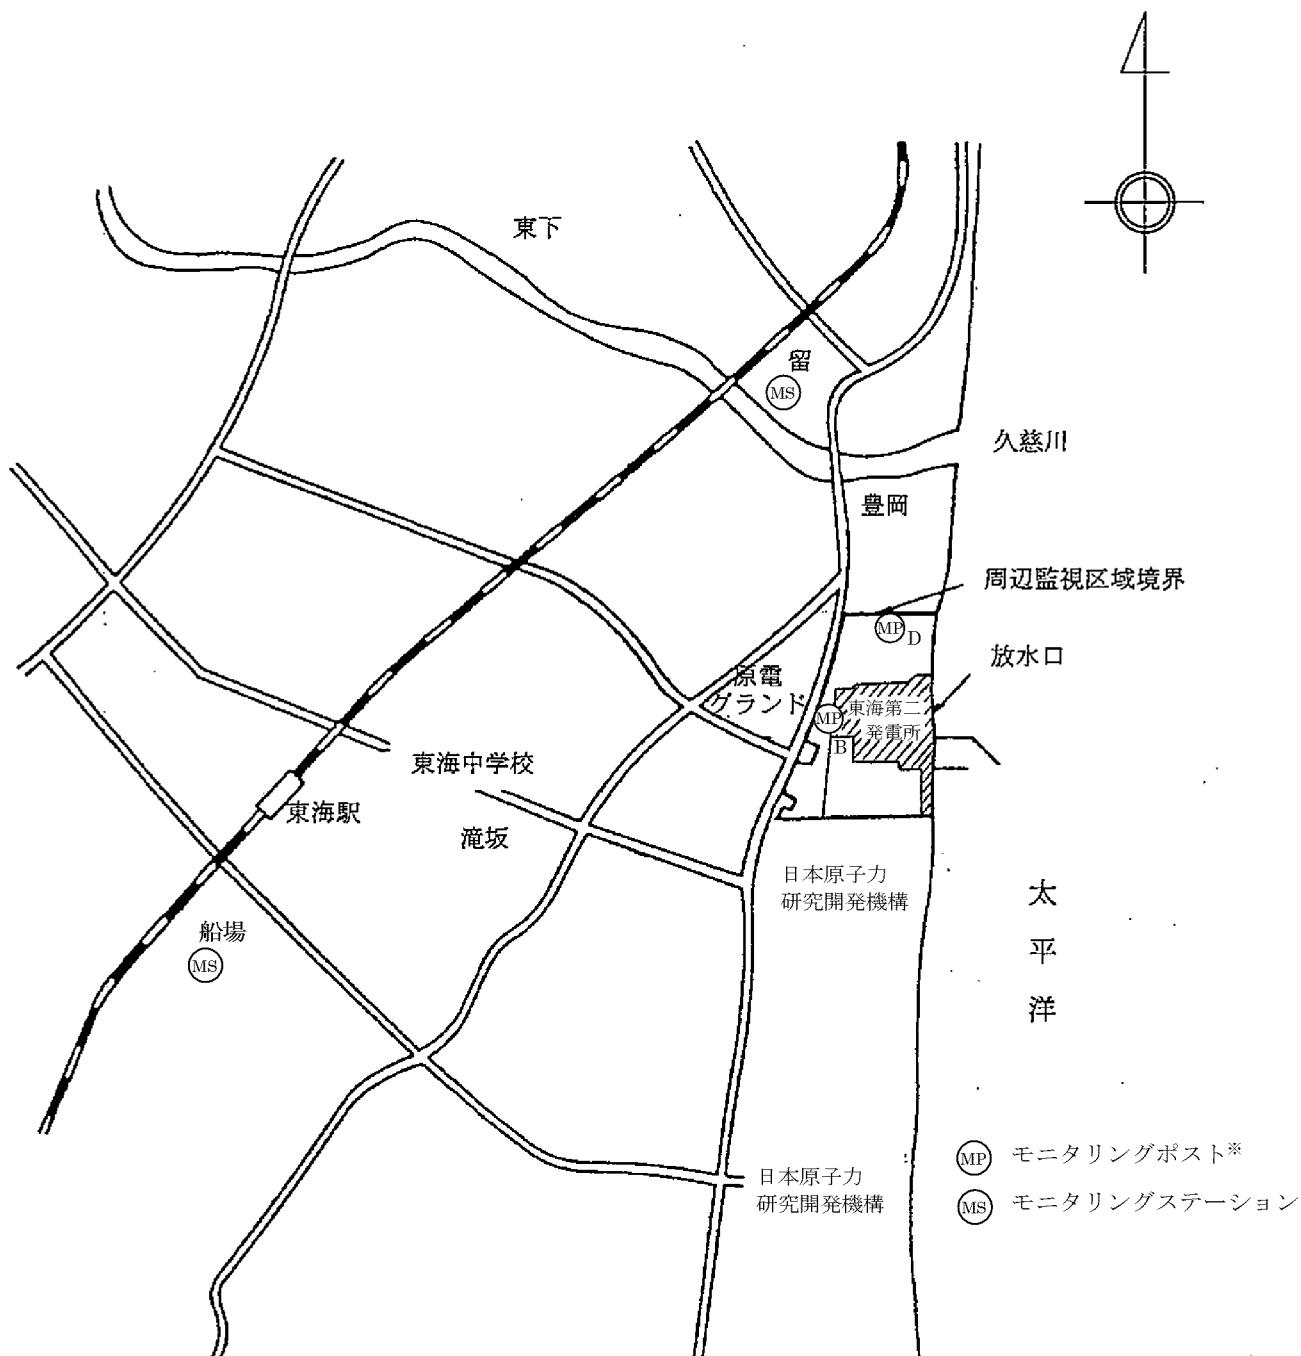 東下
留
MS
久慈川
豊岡
周辺監視区域境界
MP
D
放水口
原電
グランド
MP
B
東海第二
発電所
東海中学校
東海駅
滝坂
日本原子力
研究開発機構
太
平
洋
船場
MS
日本原子力
研究開発機構
MP モニタリングポスト※
MS モニタリングステーション